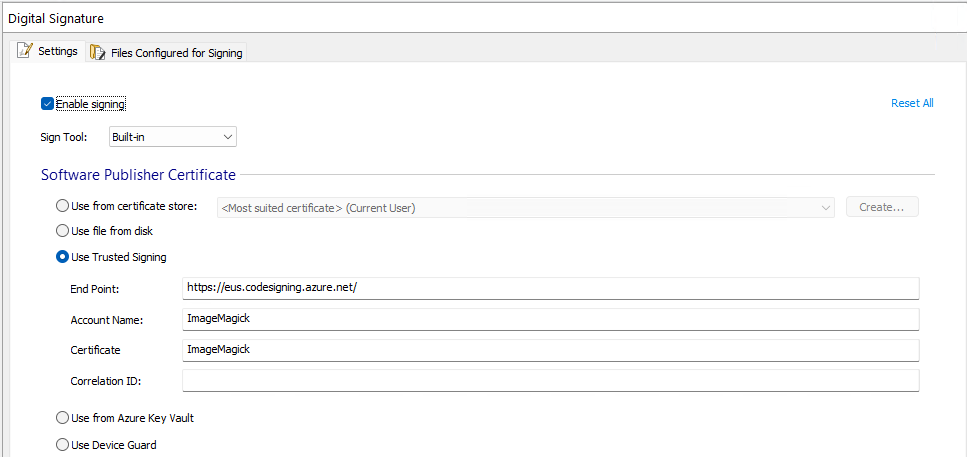 Digital Signature
Settings
Files Configured for Signing
Enable signing
Reset All
Sign Tool:
Built-in
Software Publisher Certificate
Use from certificate store:
<Most suited certificate> (Current User)
Create...
Use file from disk
Use Trusted Signing
End Point:
https://eus.codesigning.azure.net/
Account Name:
ImageMagick
Certificate
ImageMagick
Correlation ID:
Use from Azure Key Vault
Use Device Guard